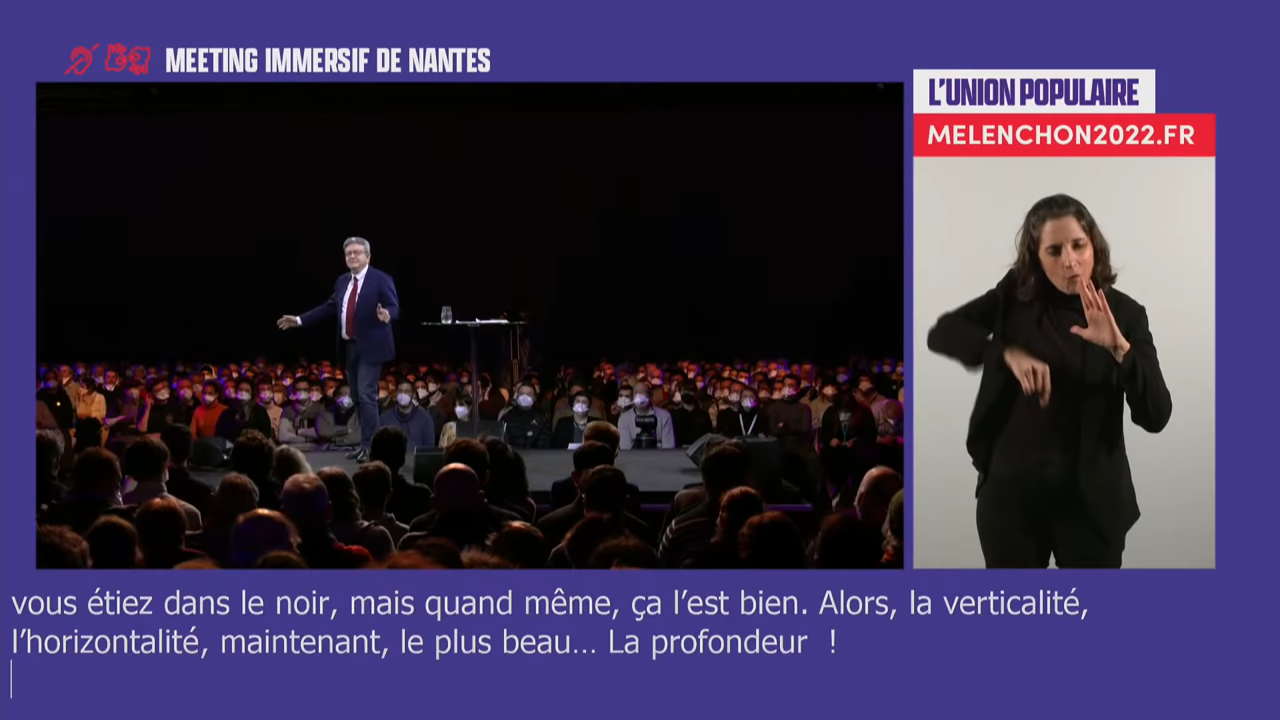 MEETING IMMERSIF DE NANTES
L'UNION POPULAIRE
MELENCHON2022.FR
vous étiez dans le noir, mais quand même, ça l’est bien. Alors, la verticalité,
l’horizontalité, maintenant, le plus beau… La profondeur  !